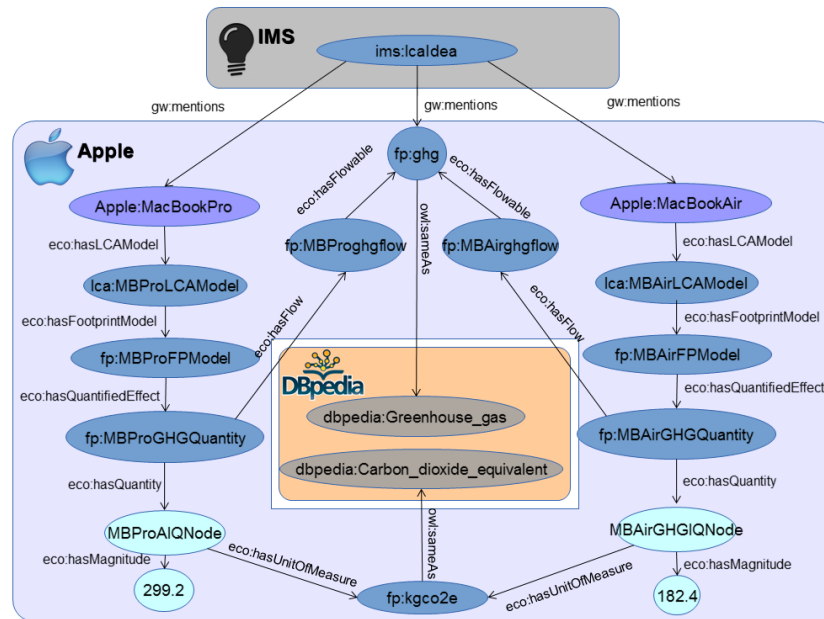 IMS
ims:lcaIdea
gw:mentions
gw:mentions
gw:mentions
Apple
fp:ghg
eco:hasFlowable
eco:hasFlowable
Apple:MacBookPro
Apple:MacBookAir
owl:sameAs
eco:hasLCAModel
eco:hasLCAModel
fp:MBProghgflow
fp:MBAirghgflow
lca:MBProLCAModel
lca:MBAirLCAModel
eco:hasFootprintModel
eco:hasFlow
eco:hasFlow
eco:hasFootprintModel
fp:MBProFPModel
fp:MBAirFPModel
DBpedia
eco:hasQuantifiedEffect
eco:hasQuantifiedEffect
dbpedia:Greenhouse_gas
fp:MBProGHGQuantity
fp:MBAirGHGQuantity
dbpedia:Carbon_dioxide_equivalent
eco:hasQuantity
eco:hasQuantity
MBProAIQNode
MBAirGHGIQNode
owl:sameAs
eco:hasMagnitude
eco:hasUnitOfMeasure
eco:hasUnitOfMeasure
eco:hasMagnitude
299.2
fp:kgco2e
182.4